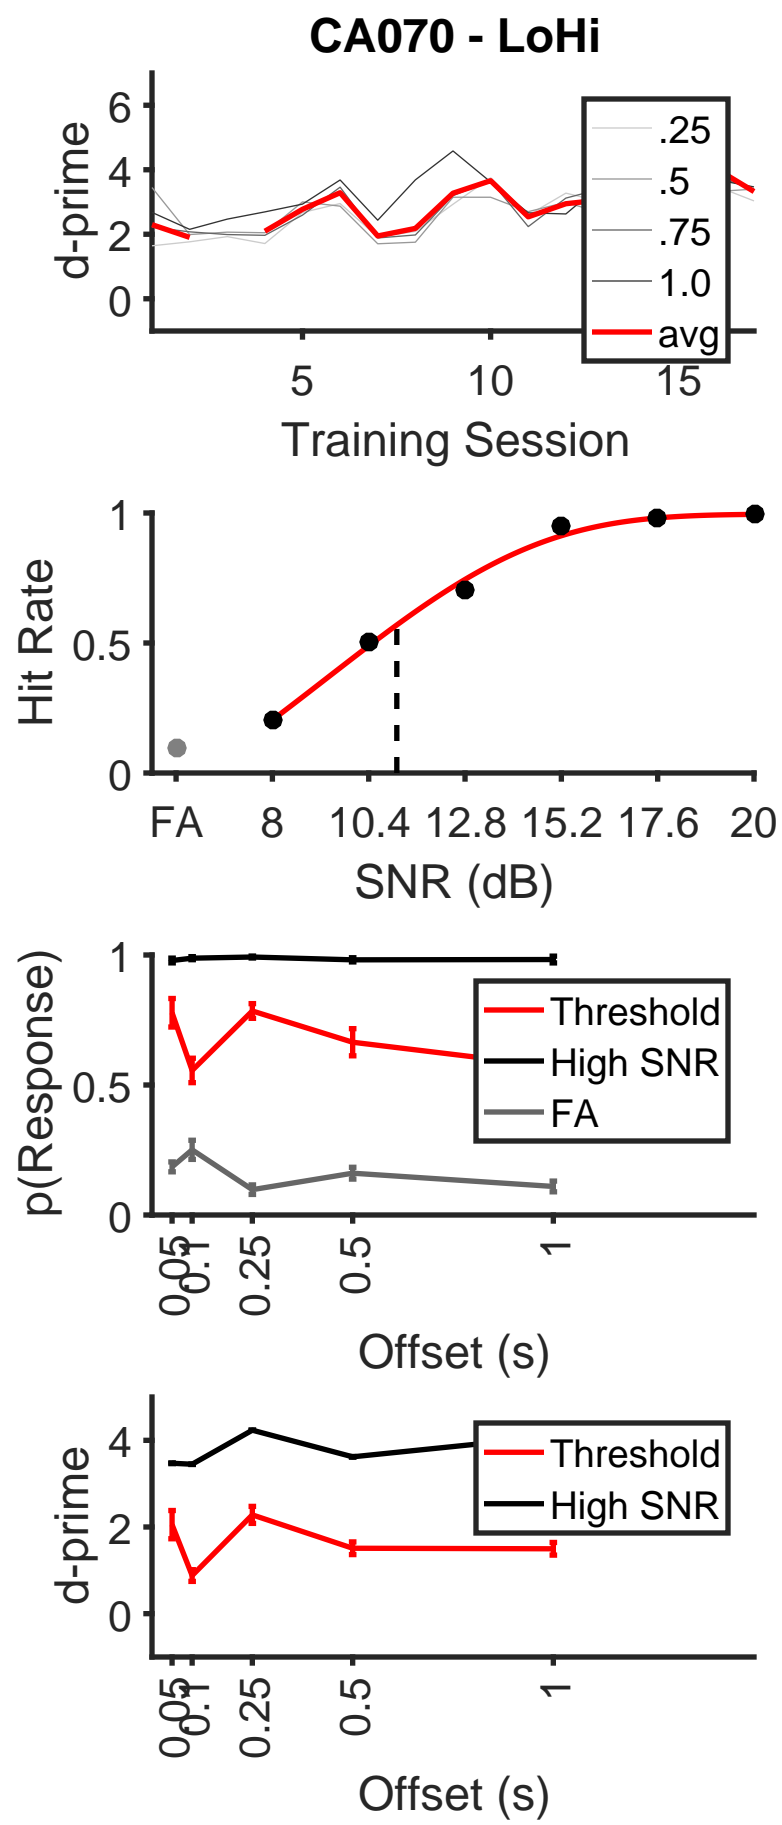 CA070 - LoHi
6
4
2
0
d-prime
.25
.5
.75
1.0
avg
5 10 15
Training Session
1
0.5
0
Hit Rate
FA 8 10.4 12.8 15.2 17.6 20
SNR (dB)
1
0.5
0
p(Response)
Threshold
High SNR
FA
0.05 0.1 0.25 0.5 1
Offset (s)
4
2
0
d-prime
Threshold
High SNR
0.05 0.1 0.25 0.5 1
Offset (s)